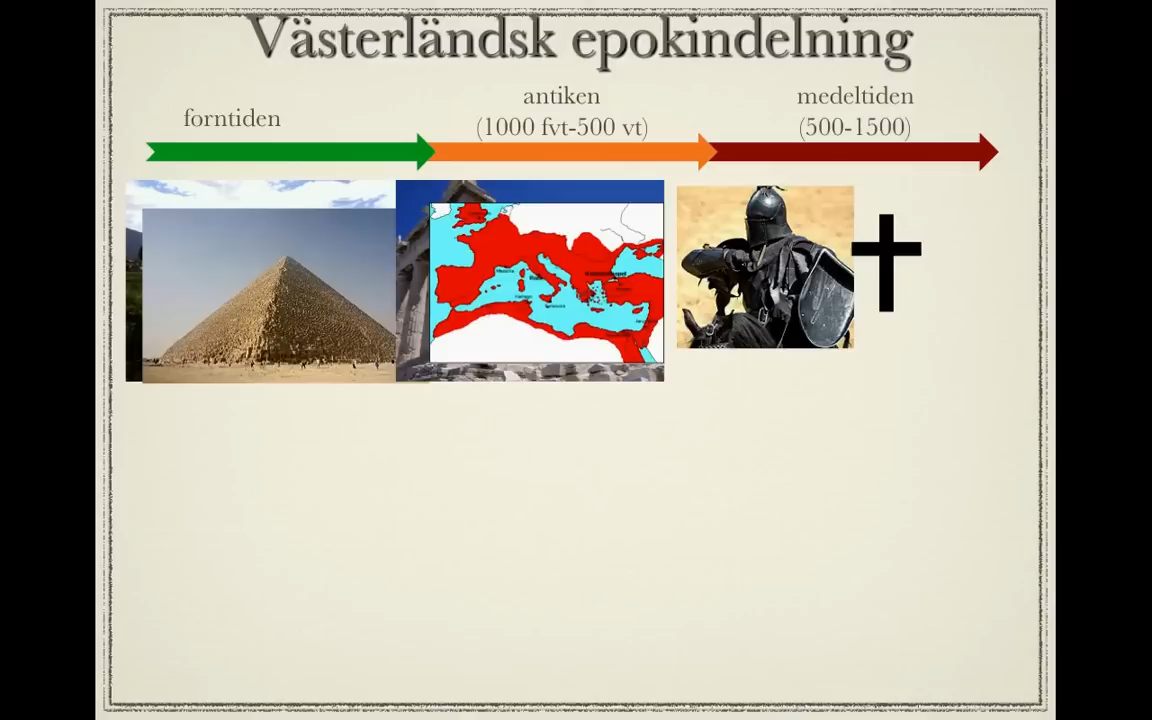 Västerländsk epokindelning
forntiden
antiken
(1000 fvt-500 vt)
medeltiden
(500-1500)